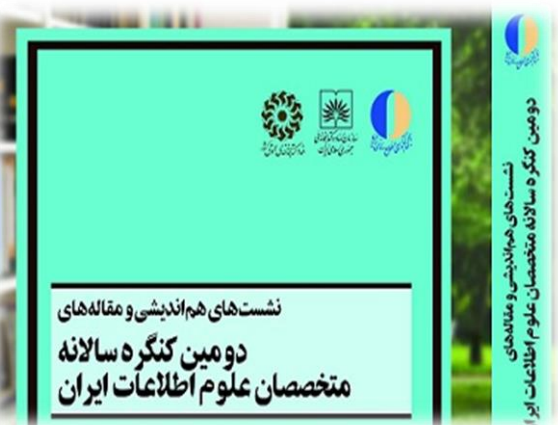 نشست‌های هم‌اندیشی و مقاله‌های
دومین کنگره سالانه
متخصصان علوم اطلاعات ایران
نشست‌های هم‌اندیشی و مقاله‌های
دومین کنگره سالانه متخصصان علوم اطلاعات ایرا